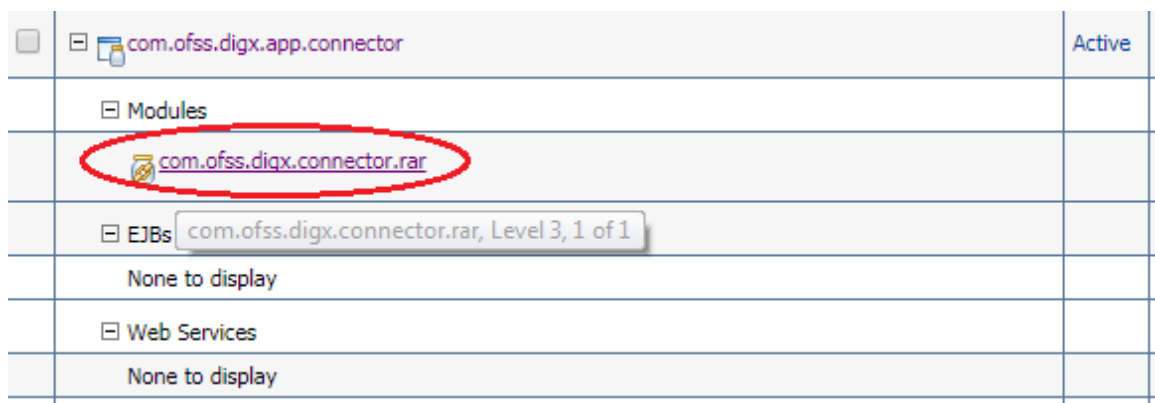 com.ofss.digx.app.connector Active
Modules
com.ofss.digx.connector.rar
EJBs com.ofss.digx.connector.rar, Level 3, 1 of 1
None to display
Web Services
None to display